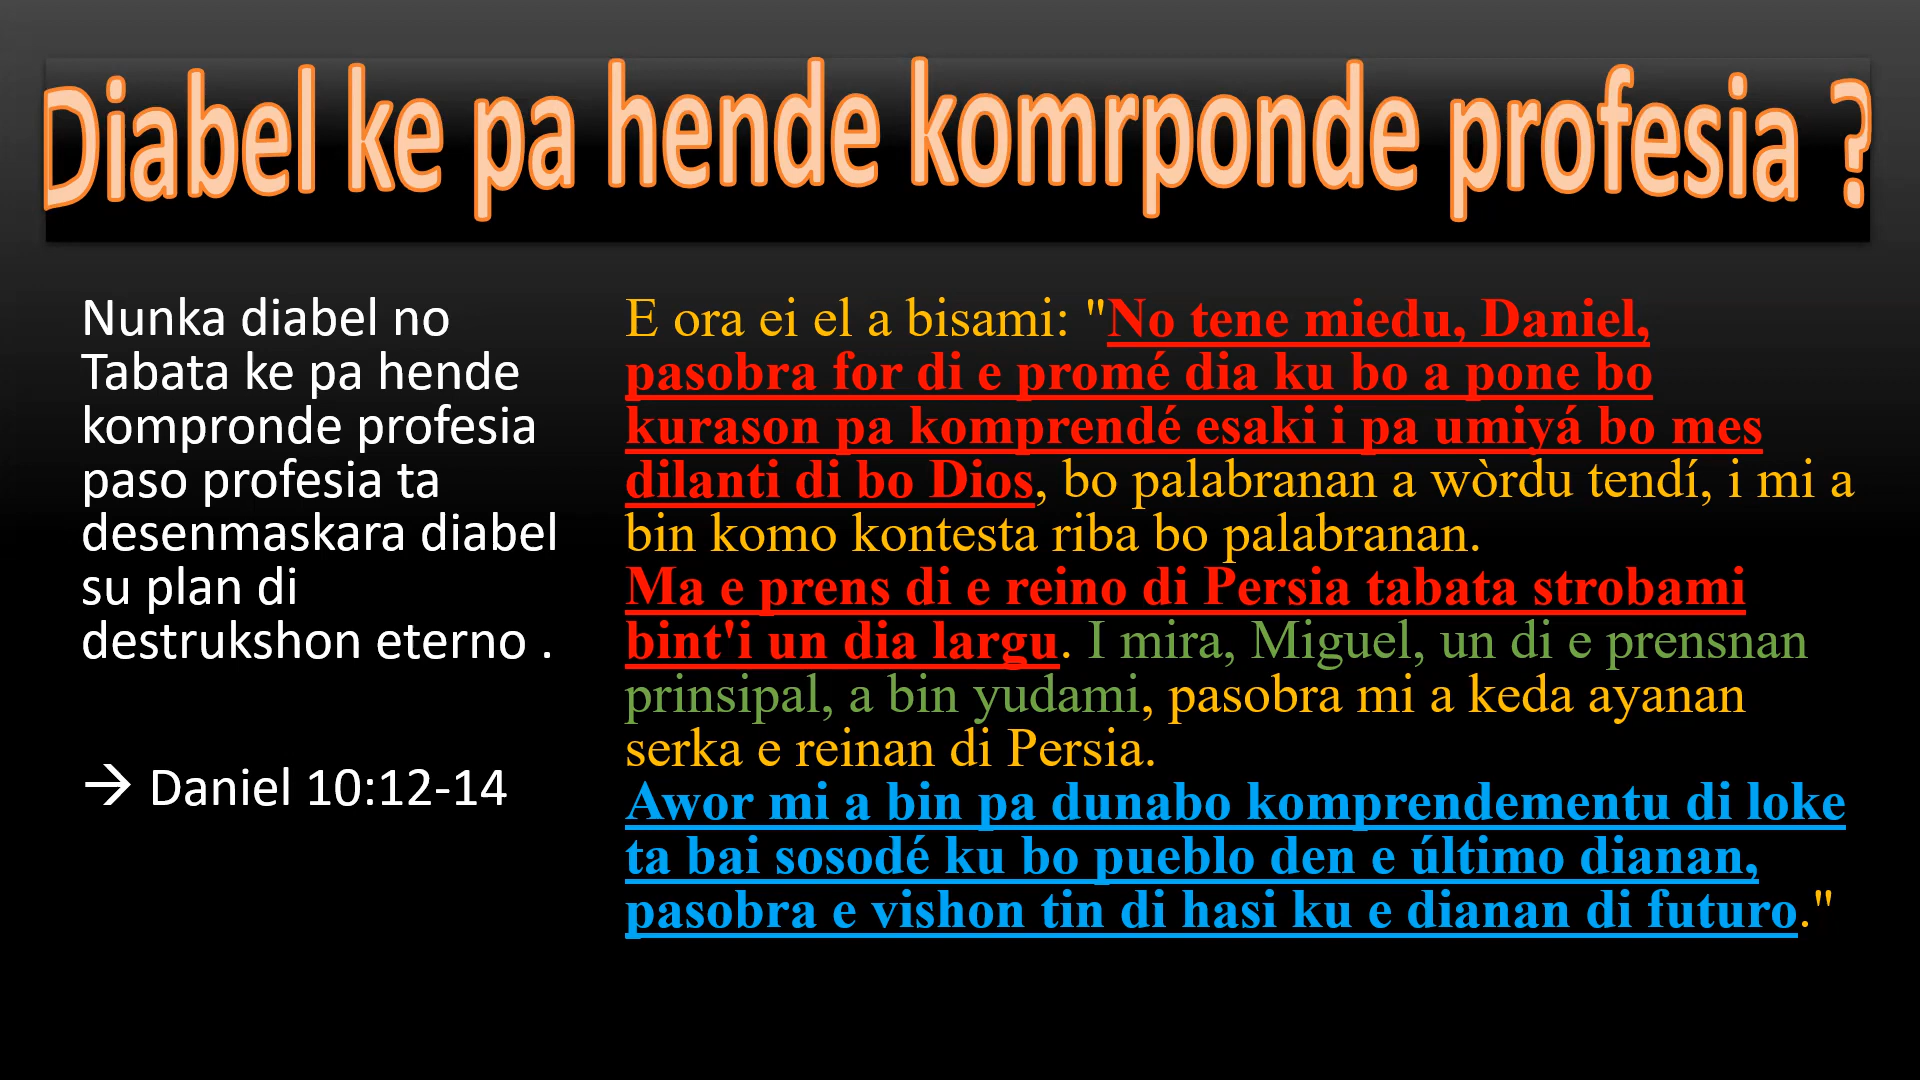 Diabel ke pa hende komrponde profesia ?
Nunka diabel no
Tabata ke pa hende
kompronde profesia
paso profesia ta
desenmaskara diabel
su plan di
destrukshon eterno .
→ Daniel 10:12-14
E ora ei el a bisami: "No tene miedu, Daniel,
pasobra for di e promé dia ku bo a pone bo
kurason pa komprendé esaki i pa umiyá bo mes
dilanti di bo Dios, bo palabranan a wòrdu tendí, i mi a
bin komo kontesta riba bo palabranan.
Ma e prens di e reino di Persia tabata strobami
bint'i un dia largu. I mira, Miguel, un di e prensnan
prinsipal, a bin yudami, pasobra mi a keda ayanan
serka e reinan di Persia.
Awor mi a bin pa dunabo komprendementu di loke
ta bai sosodé ku bo pueblo den e último dianan,
pasobra e vishon tin di hasi ku e dianan di futuro."